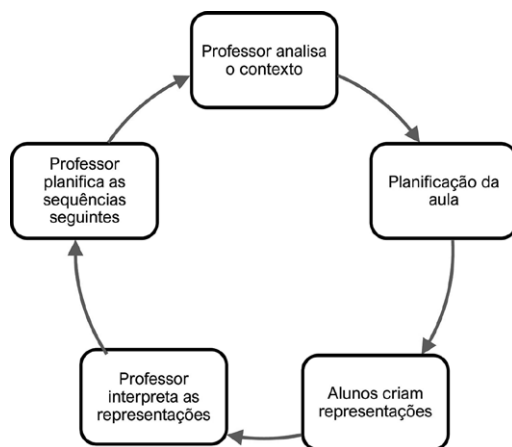 Professor analisa
o contexto
Planificação da
aula
Alunos criam
representações
Professor
interpreta as
representações
Professor
planifica as
sequências
seguintes